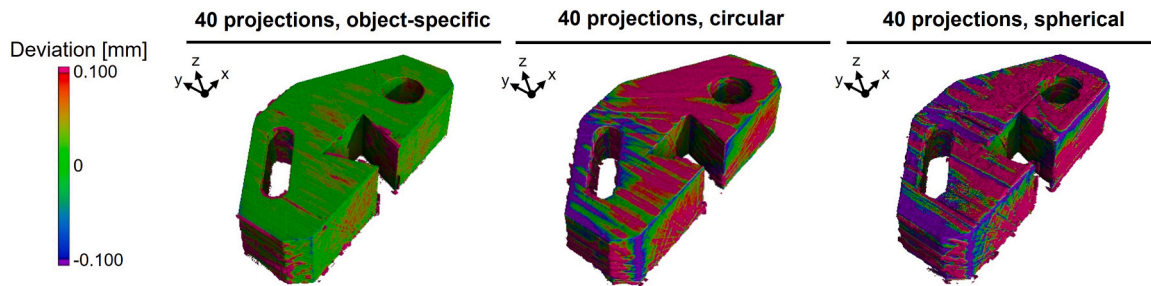 40 projections, object-specific
40 projections, circular
40 projections, spherical
Deviation [mm]
0.100
0
-0.100
z
y
x
z
y
x
z
y
x